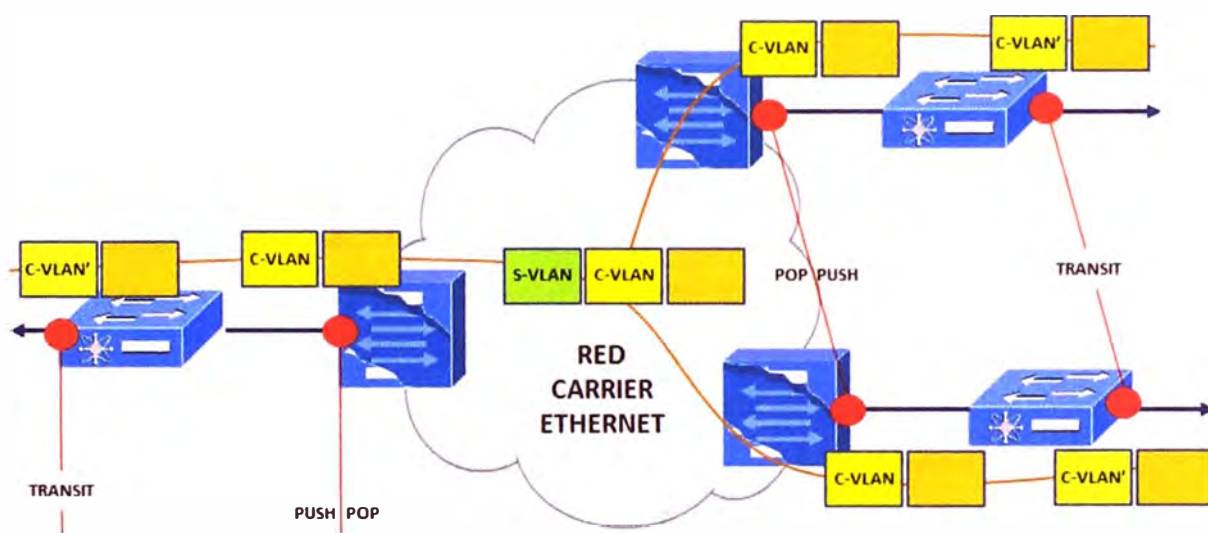 C-VLAN
C-VLAN'
C-VLAN'
C-VLAN
S-VLAN
C-VLAN
POP PUSH
TRANSIT
RED
CARRIER
ETHERNET
TRANSIT
PUSH POP
C-VLAN
C-VLAN'